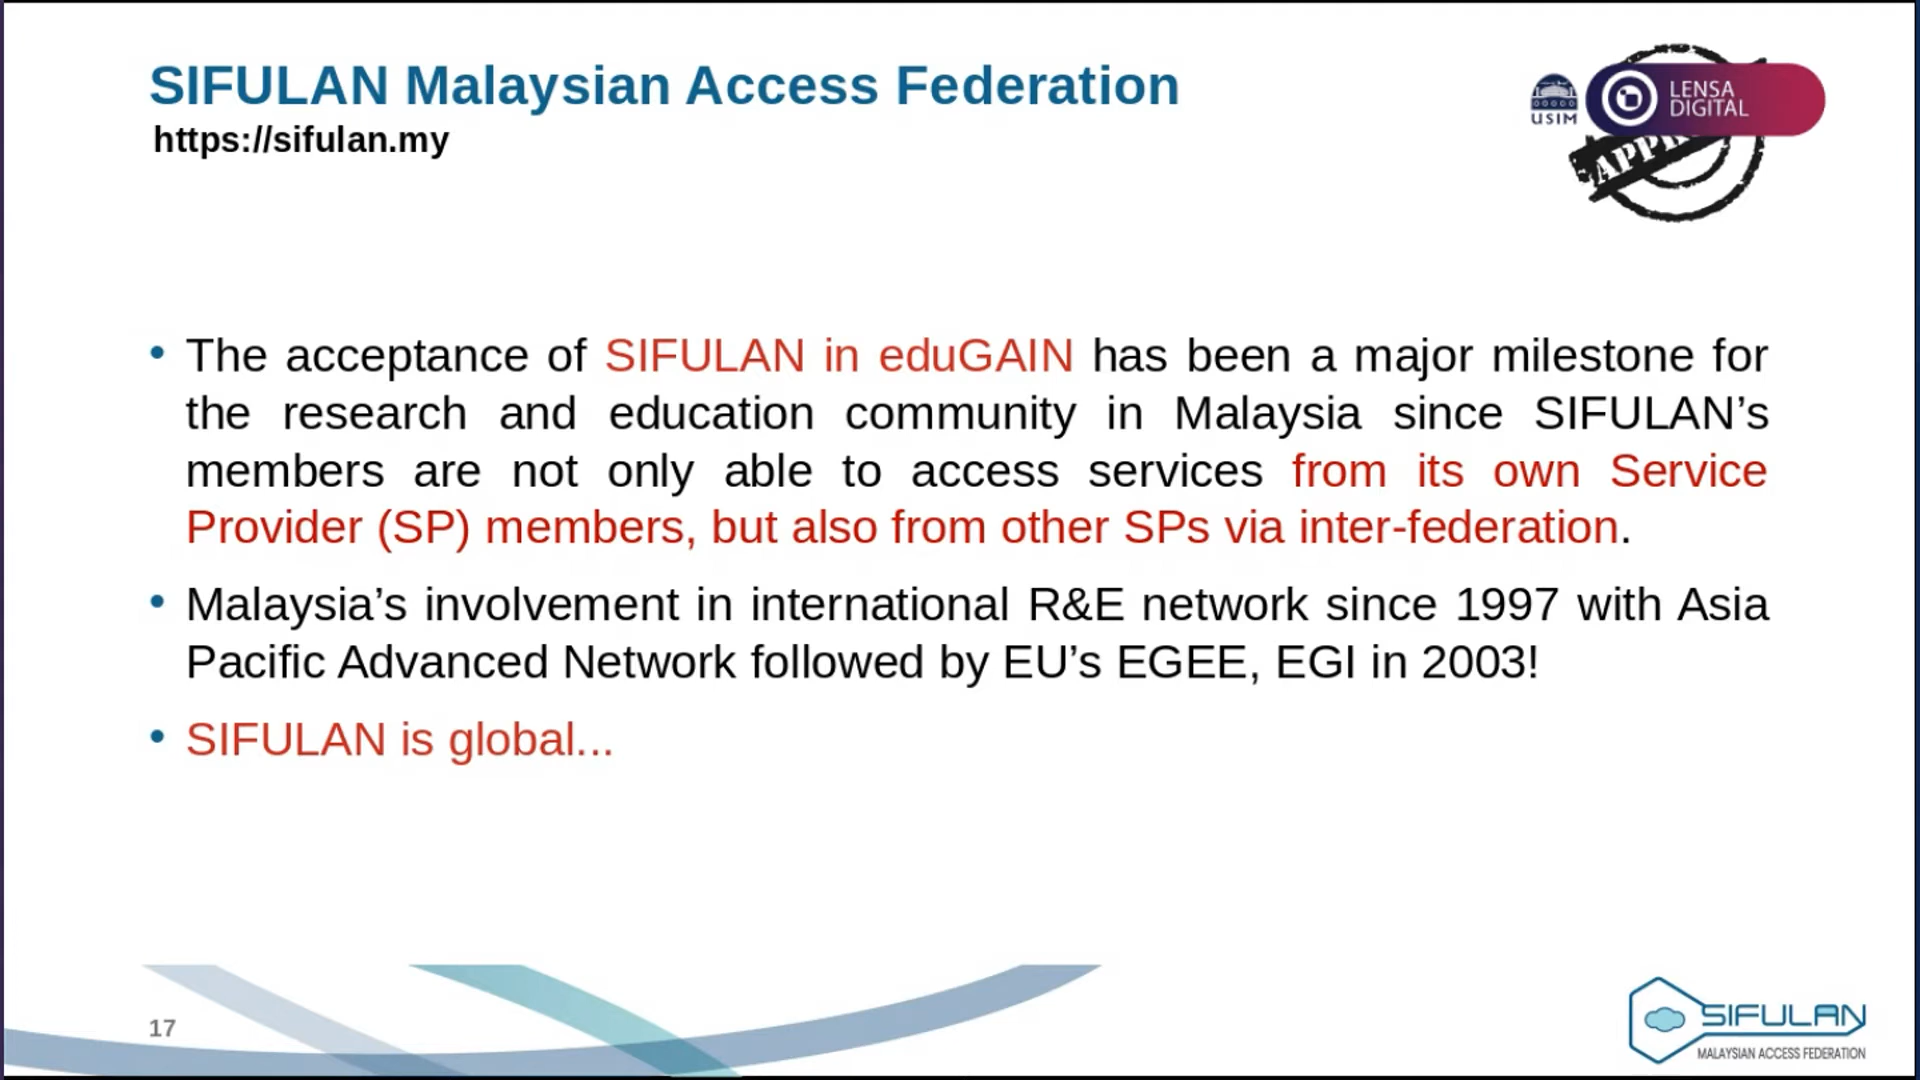 SIFULAN Malaysian Access Federation
https://sifulan.my
USIM
LENSA
DIGITAL
• The acceptance of SIFULAN in eduGAIN has been a major milestone for
the research and education community in Malaysia since SIFULAN’s
members are not only able to access services from its own Service
Provider (SP) members, but also from other SPs via inter-federation.
• Malaysia’s involvement in international R&E network since 1997 with Asia
Pacific Advanced Network followed by EU’s EGEE, EGI in 2003!
• SIFULAN is global...
17
SIFULAN
MALAYSIAN ACCESS FEDERATION